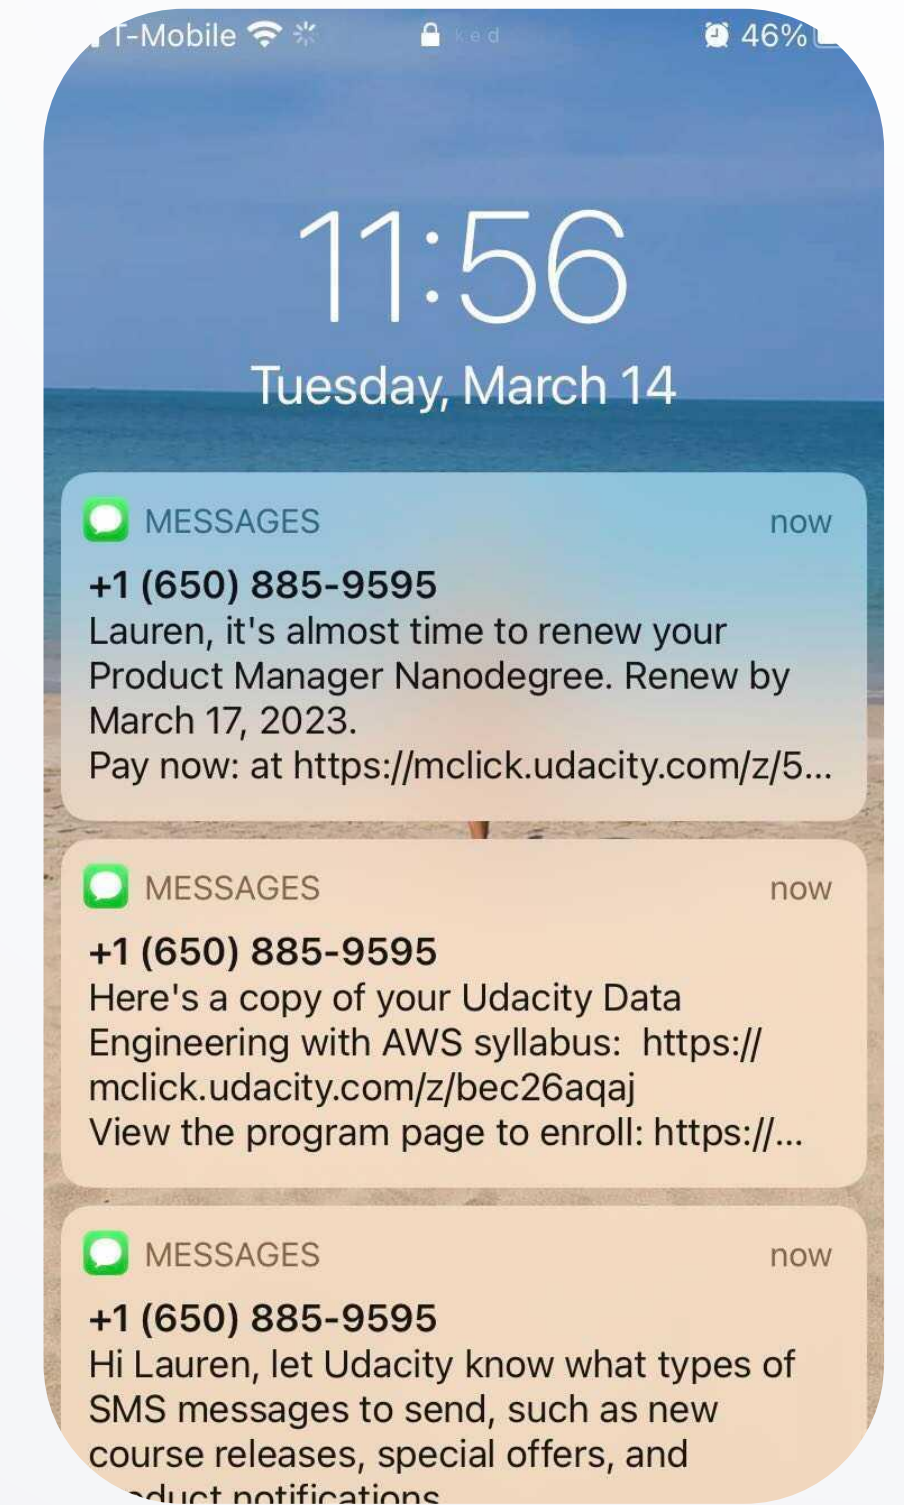 T-Mobile 46%
11:56
Tuesday, March 14
MESSAGES now
+1 (650) 885-9595
Lauren, it's almost time to renew your
Product Manager Nanodegree. Renew by
March 17, 2023.
Pay now: at https://mclick.udacity.com/z/5...
MESSAGES now
+1 (650) 885-9595
Here's a copy of your Udacity Data
Engineering with AWS syllabus:  https://
mclick.udacity.com/z/bec26aqaj
View the program page to enroll: https://...
MESSAGES now
+1 (650) 885-9595
Hi Lauren, let Udacity know what types of
SMS messages to send, such as new
course releases, special offers, and
notifications